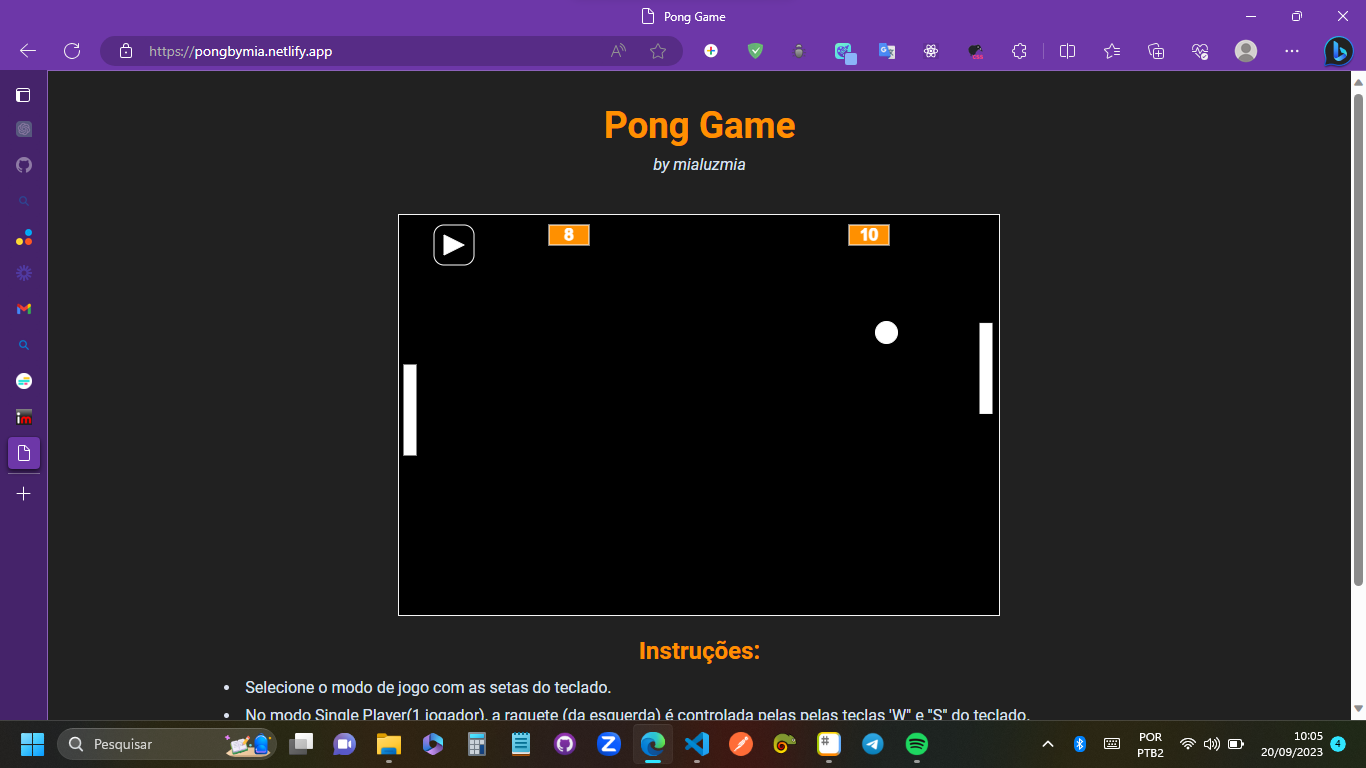 Pong Game
https://pongbymia.netlify.app
Pong Game
by mialuzmia
8
10
Instruções:
• Selecione o modo de jogo com as setas do teclado.
• No modo Single Player(1 jogador), a raquete (da esquerda) é controlada pelas pelas teclas 'W" e "S" do teclado.
Pesquisar
POR
PTB2
10:05
20/09/2023
4